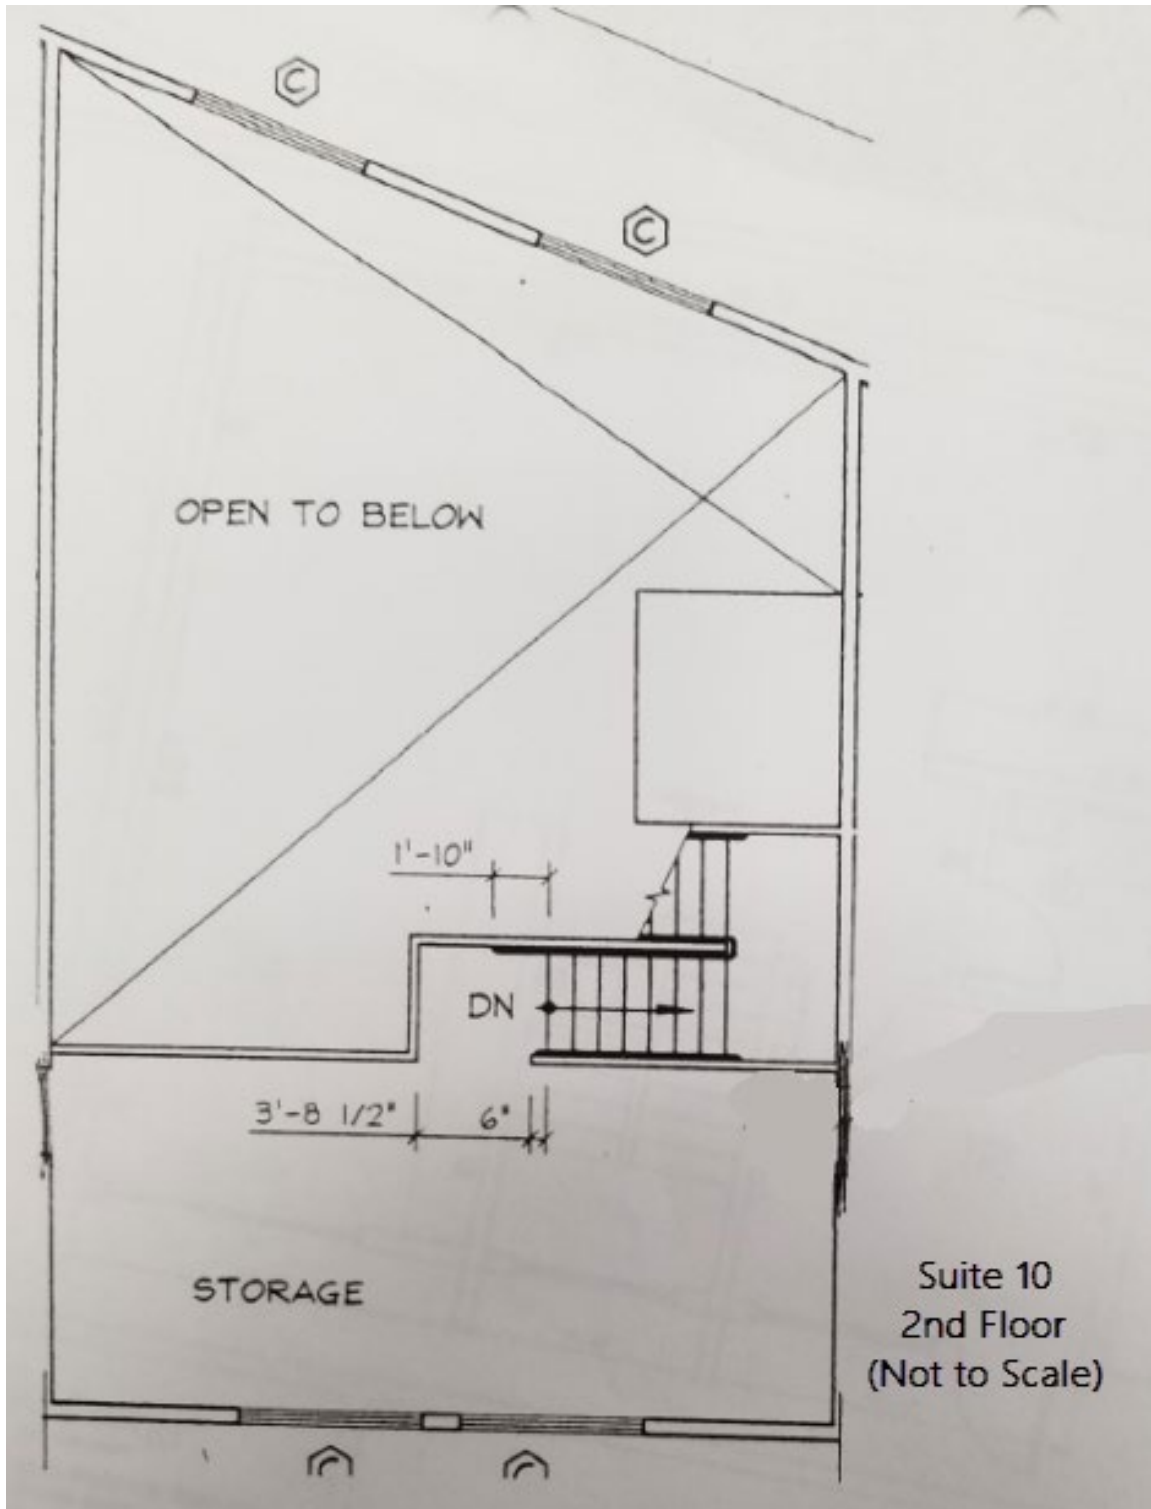 C
C
OPEN TO BELOW
1'-10"
DN
3'-8 1/2" 6"
STORAGE
Suite 10
2nd Floor
(Not to Scale)